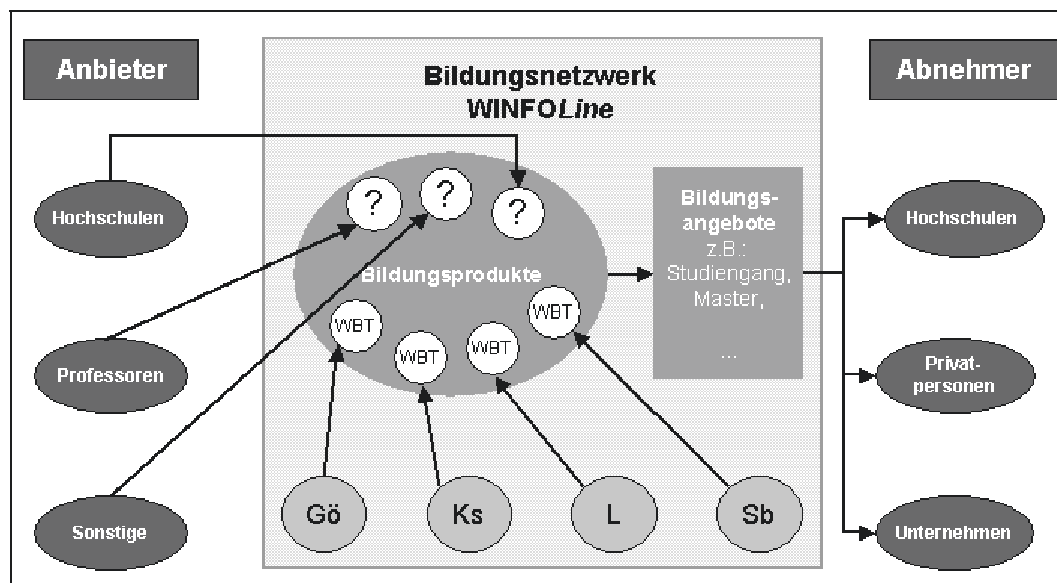 Anbieter
Bildungsnetzwerk
WINFOLine
Abnehmer
Hochschulen
Professoren
Sonstige
?
?
?
Bildungsprodukte
WBT
WBT
WBT
WBT
Gö
Ks
L
Sb
Bildungs-
angebote
z.B.:
Studiengang,
Master,
...
Hochschulen
Privat-
personen
Unternehmen